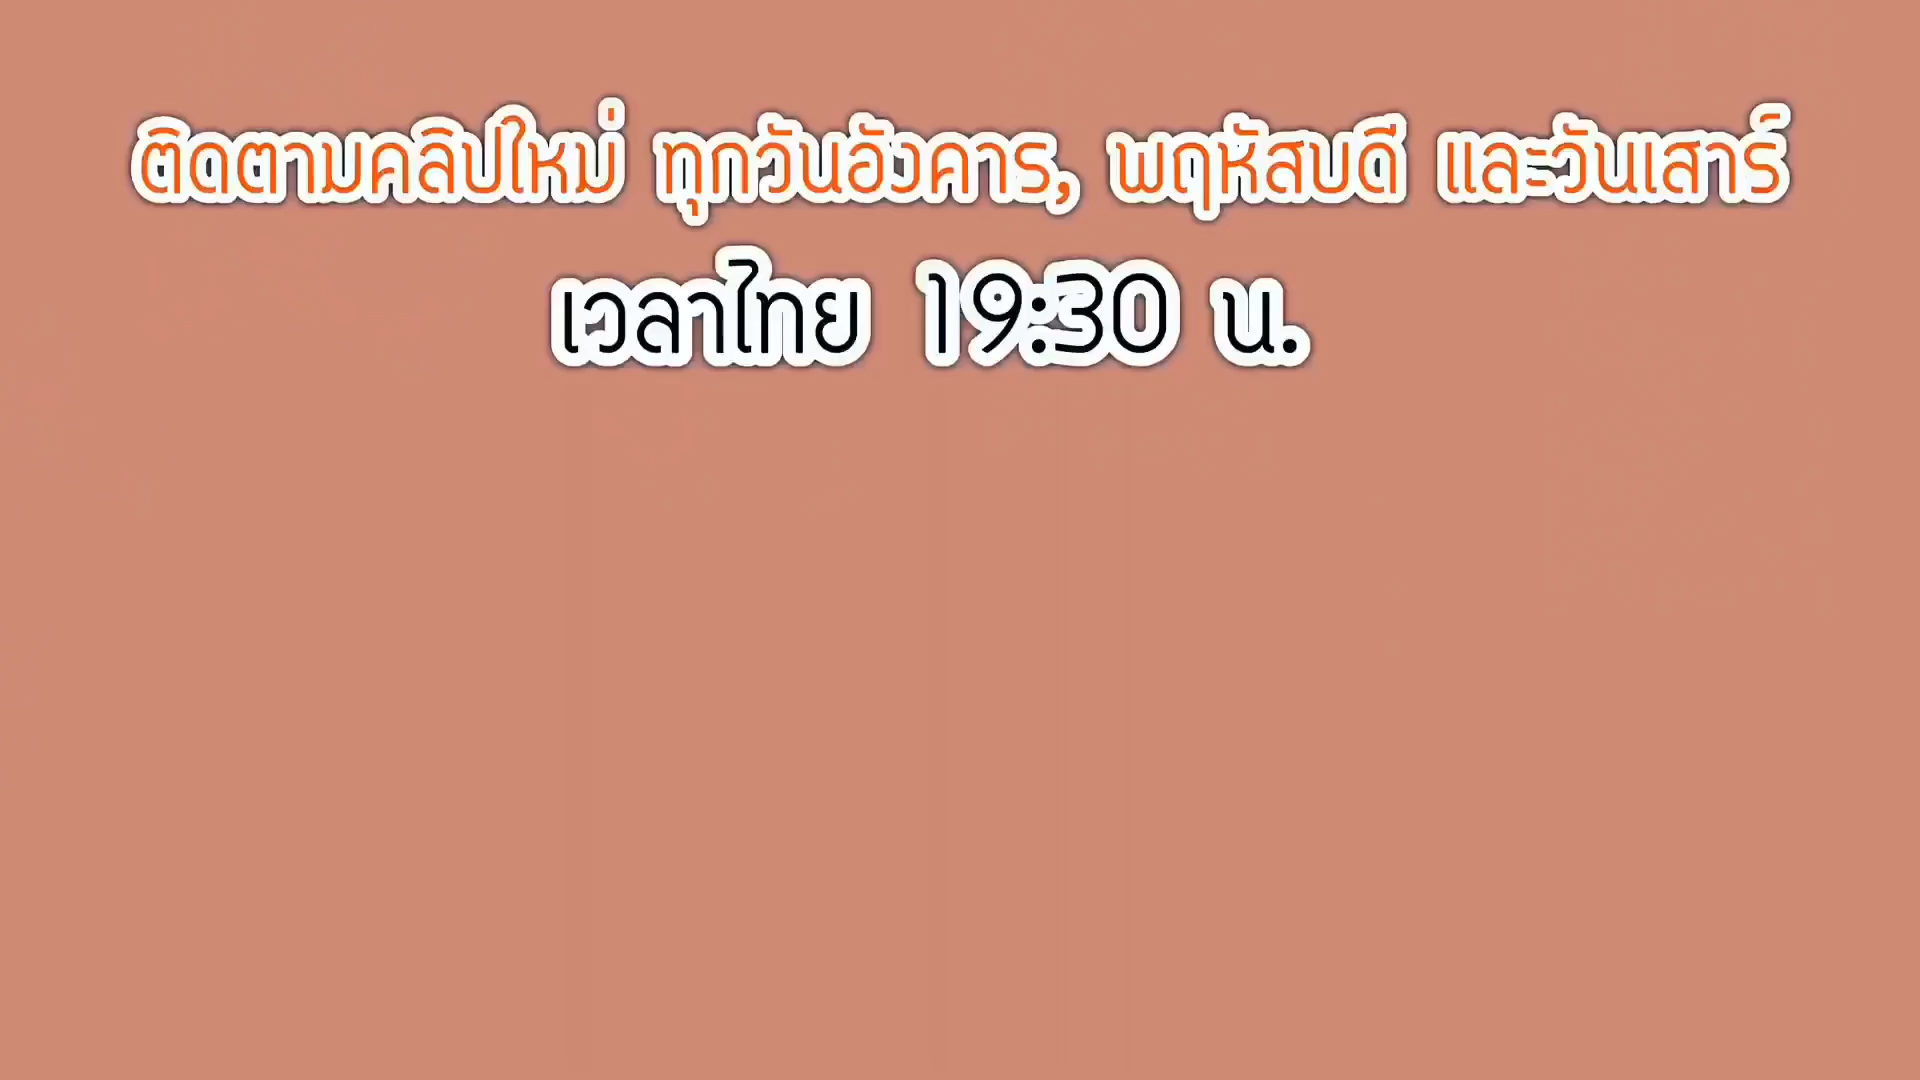 ติดตามคลิปใหม่ ทุกวันอังคาร, พฤหัสบดี และวันเสาร์
เวลาไทย 19:30 น.